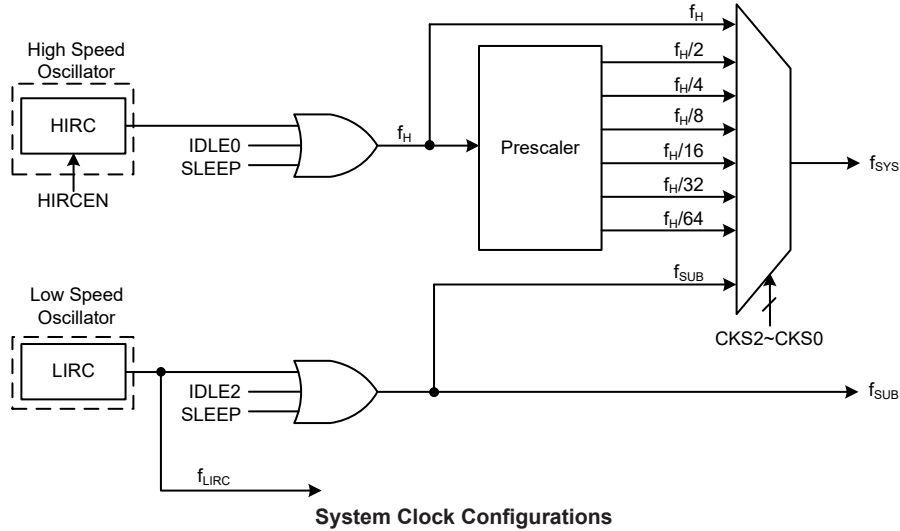 High Speed
Oscillator
HIRC
HIRCEN
IDLE0
SLEEP
fH
Prescaler
fH
fH/2
fH/4
fH/8
fH/16
fH/32
fH/64
fSUB
CKS2~CKS0
fSYS
Low Speed
Oscillator
LIRC
IDLE2
SLEEP
fSUB
fLIRC
System Clock Configurations